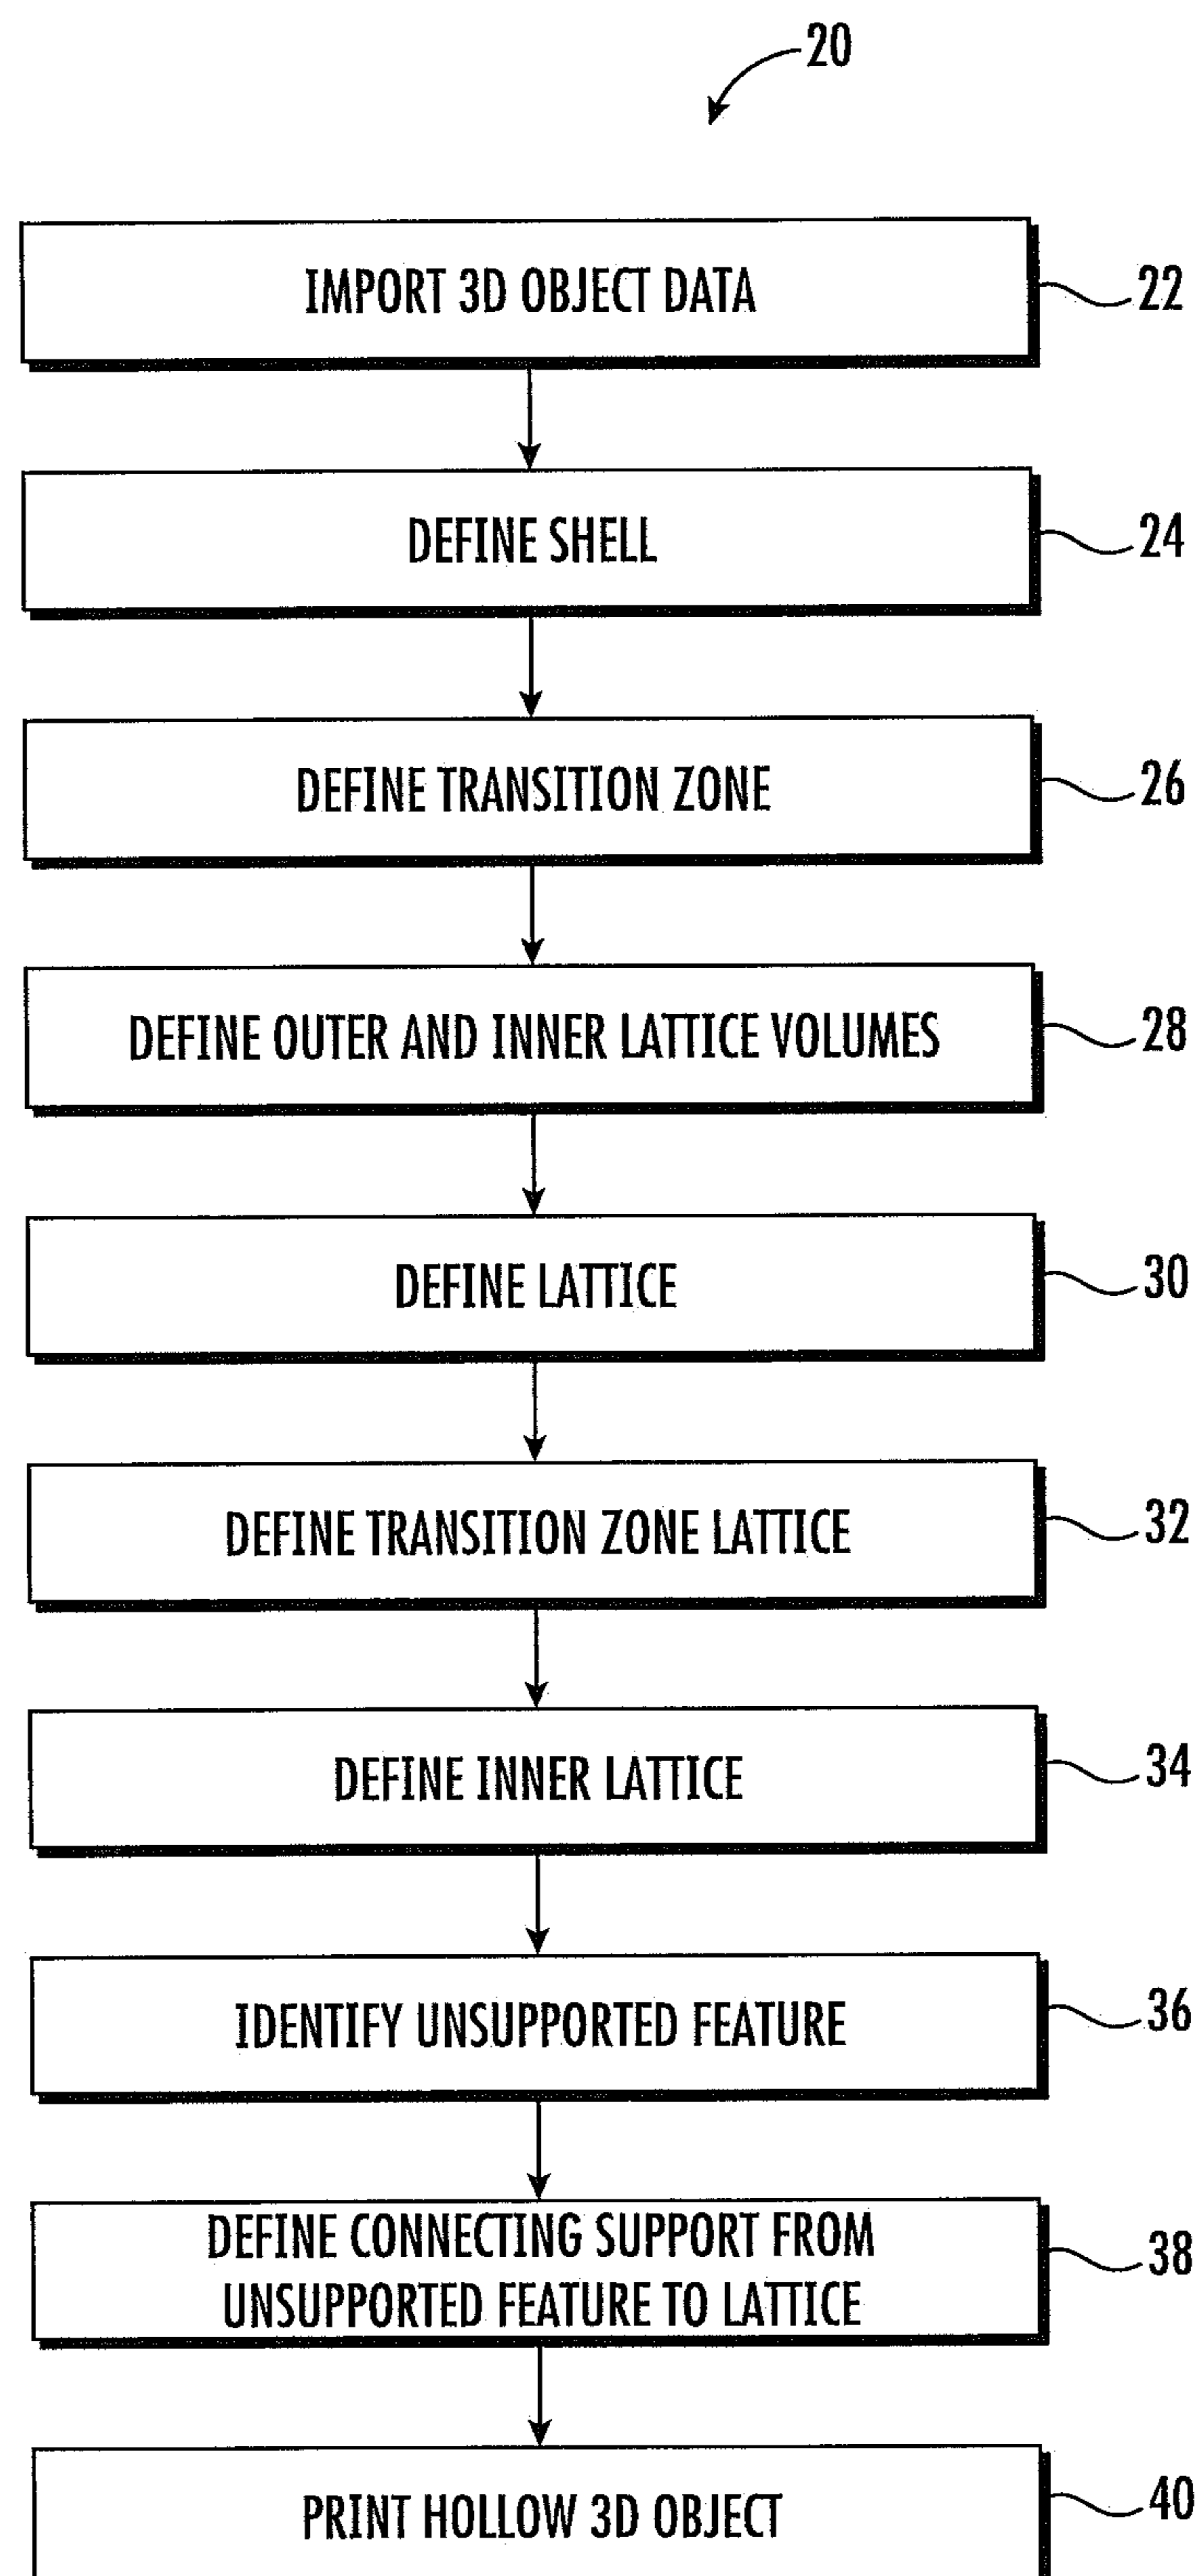 20
IMPORT 3D OBJECT DATA
22
DEFINE SHELL
24
DEFINE TRANSITION ZONE
26
DEFINE OUTER AND INNER LATTICE VOLUMES
28
DEFINE LATTICE
30
DEFINE TRANSITION ZONE LATTICE
32
DEFINE INNER LATTICE
34
IDENTIFY UNSUPPORTED FEATURE
36
DEFINE CONNECTING SUPPORT FROM
UNSUPPORTED FEATURE TO LATTICE
38
PRINT HOLLOW 3D OBJECT
40